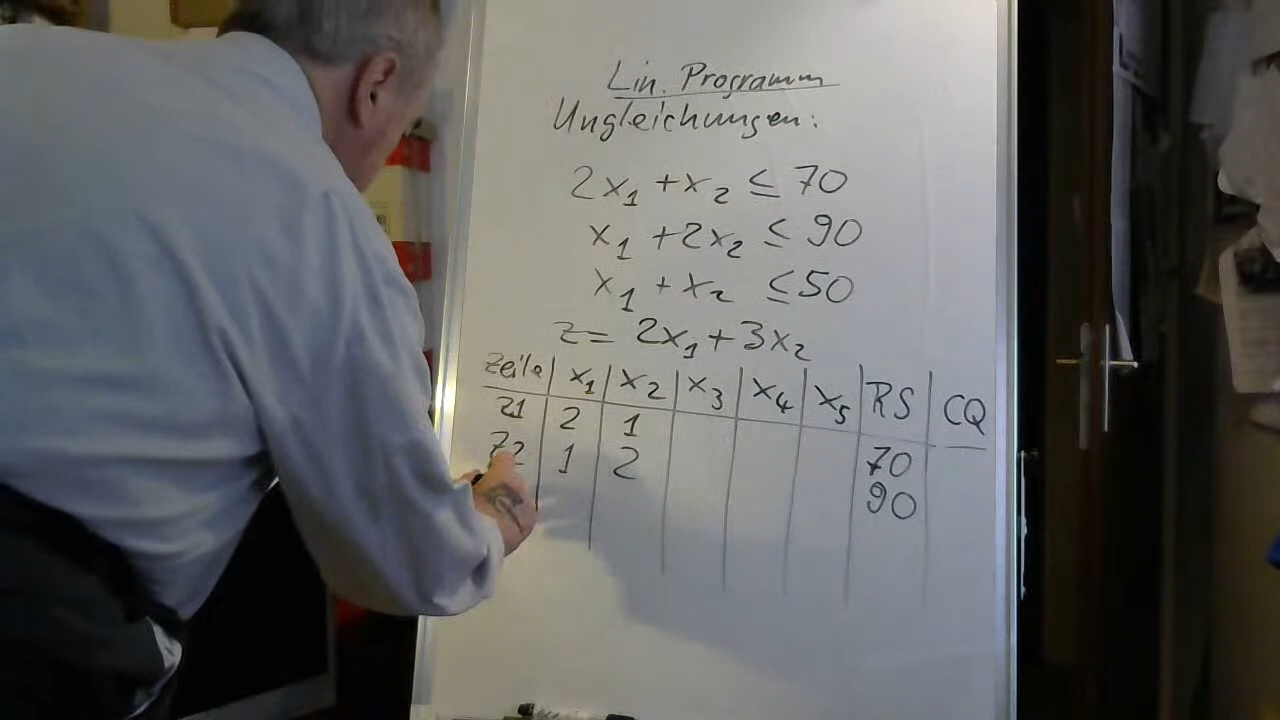 Lin. Programm
Ungleichungen:
2x₁ + x₂ ≤ 70
x₁ + 2x₂ ≤ 90
x₁ + x₂ ≤ 50
z = 2x₁ + 3x₂
Zeile x₁ x₂ x₃ x₄ x₅ RS CQ
Z1 2 1 70
Z2 1 2 90